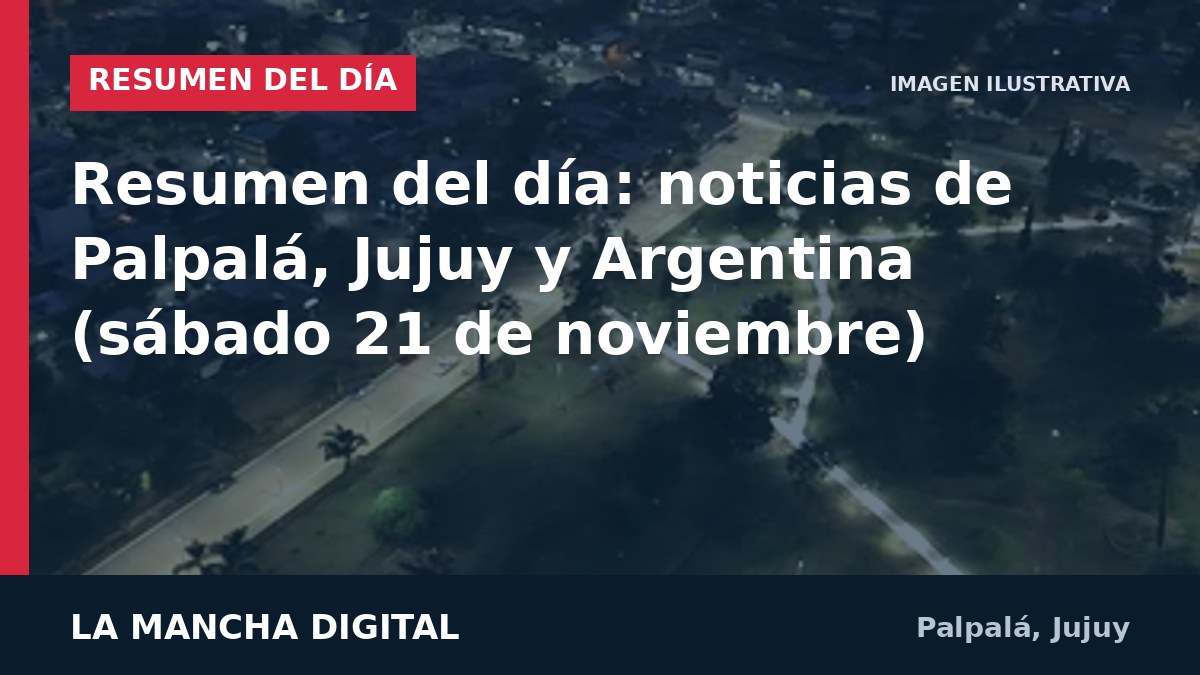 RESUMEN DEL DÍA
IMAGEN ILUSTRATIVA
Resumen del día: noticias de
Palpalá, Jujuy y Argentina
(sábado 21 de noviembre)
LA MANCHA DIGITAL
Palpalá, Jujuy